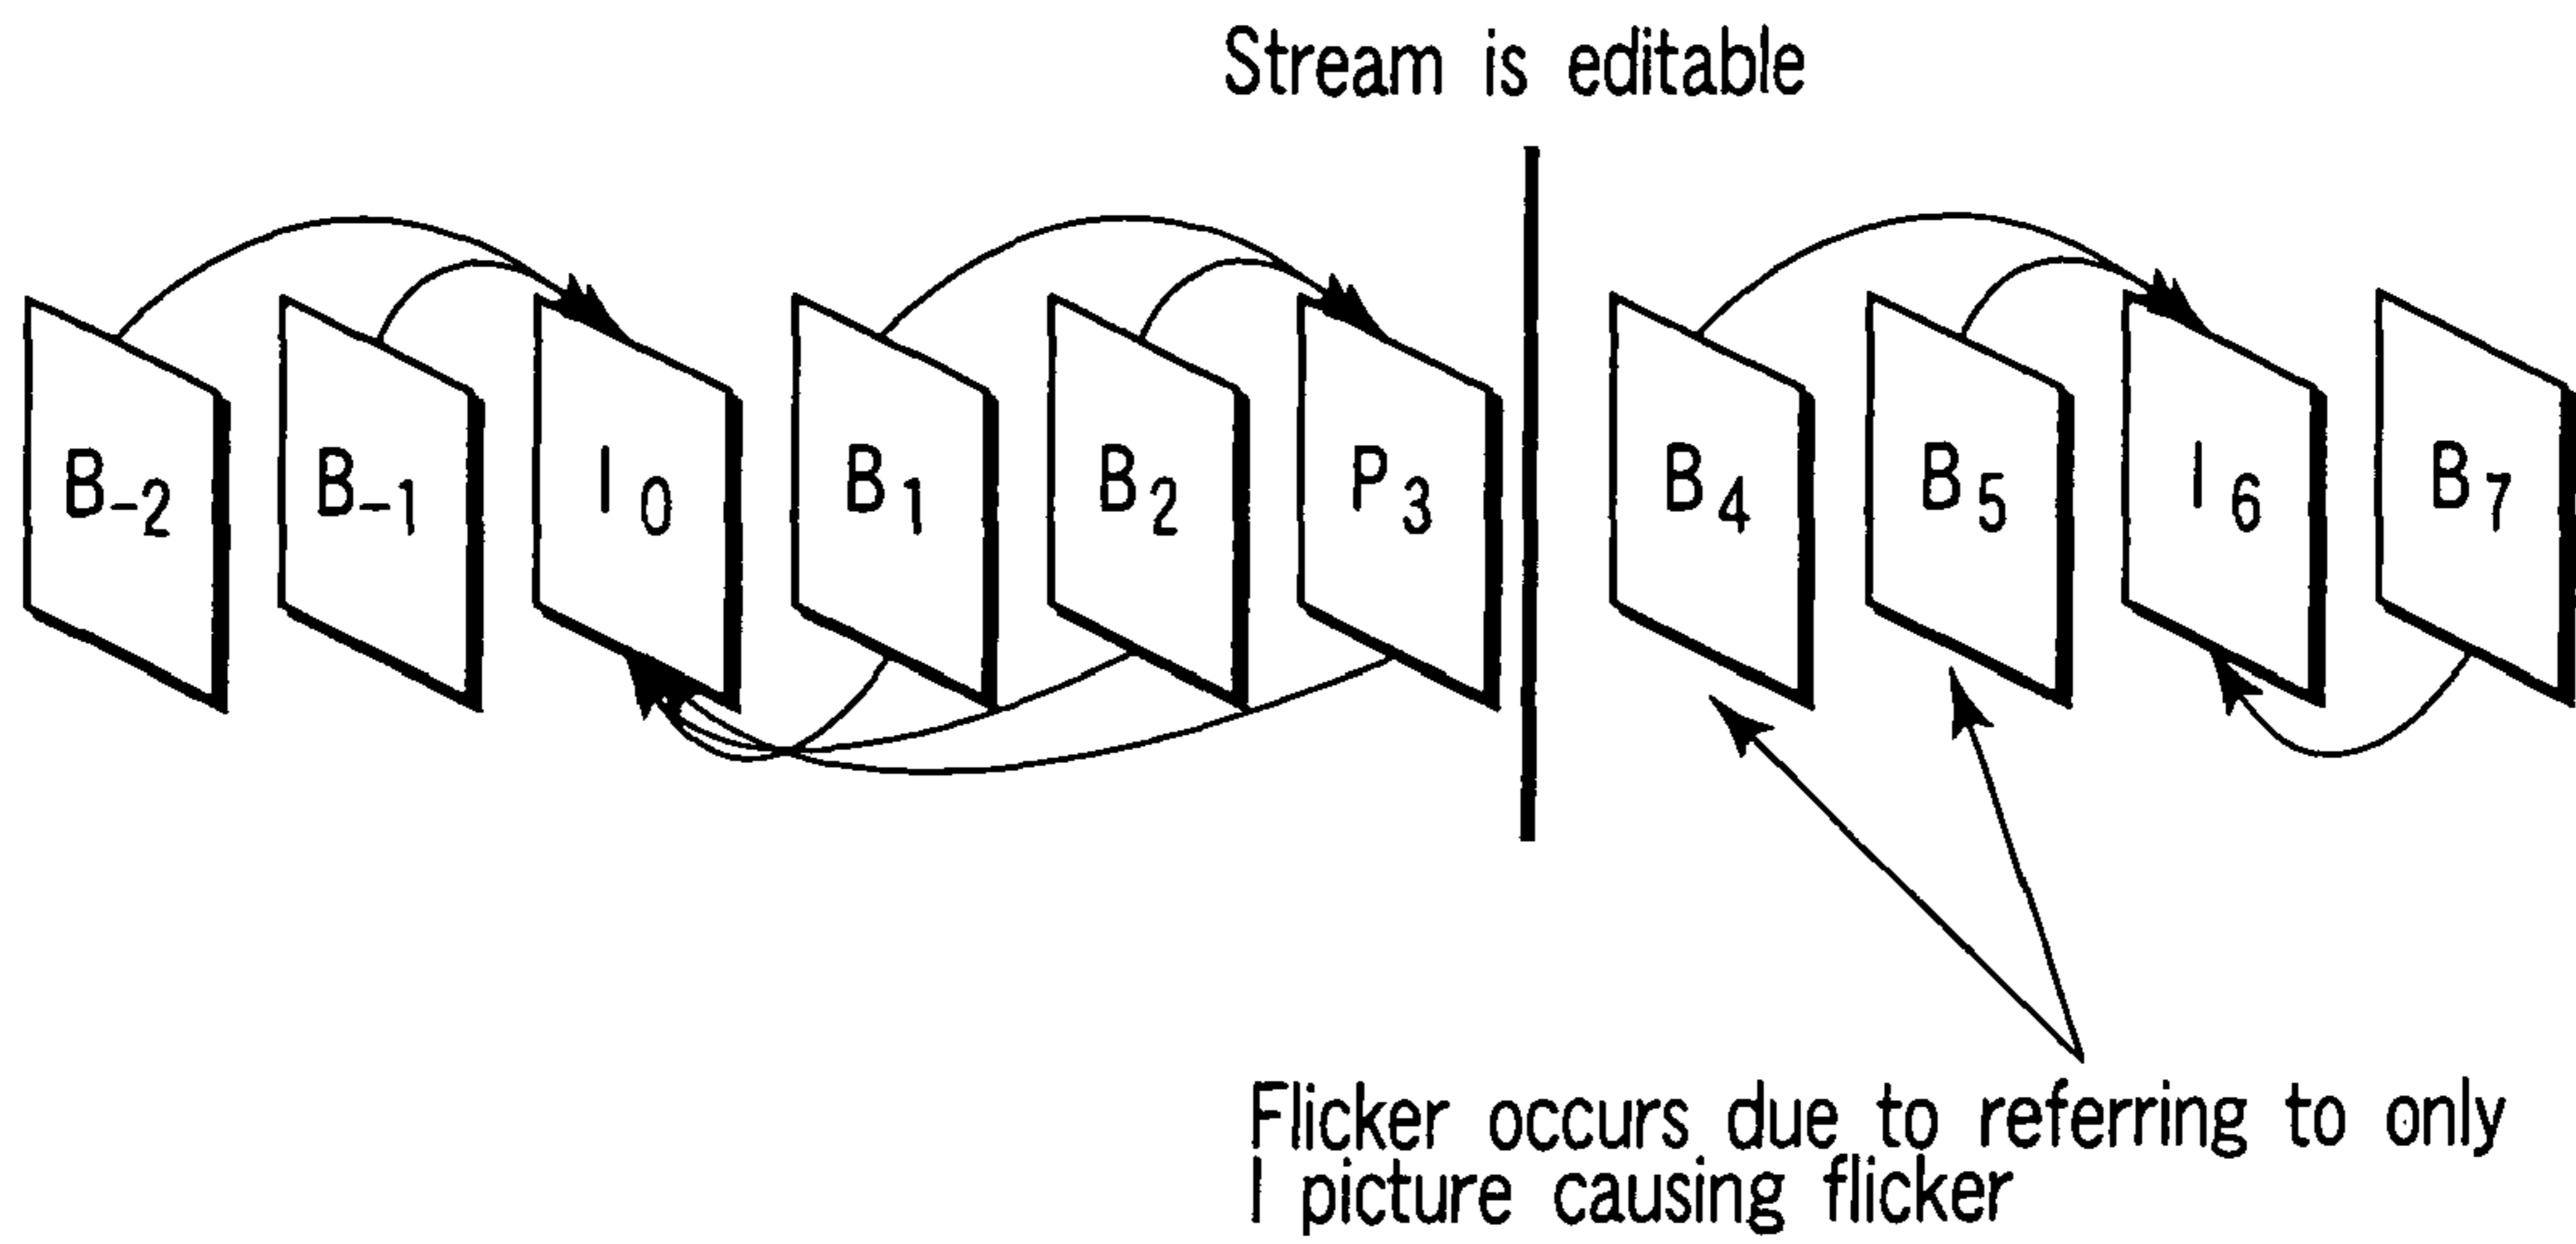 Stream is editable
B-2 B-1 I0 B1 B2 P3 B4 B5 I6 B7
Flicker occurs due to referring to only
I picture causing flicker